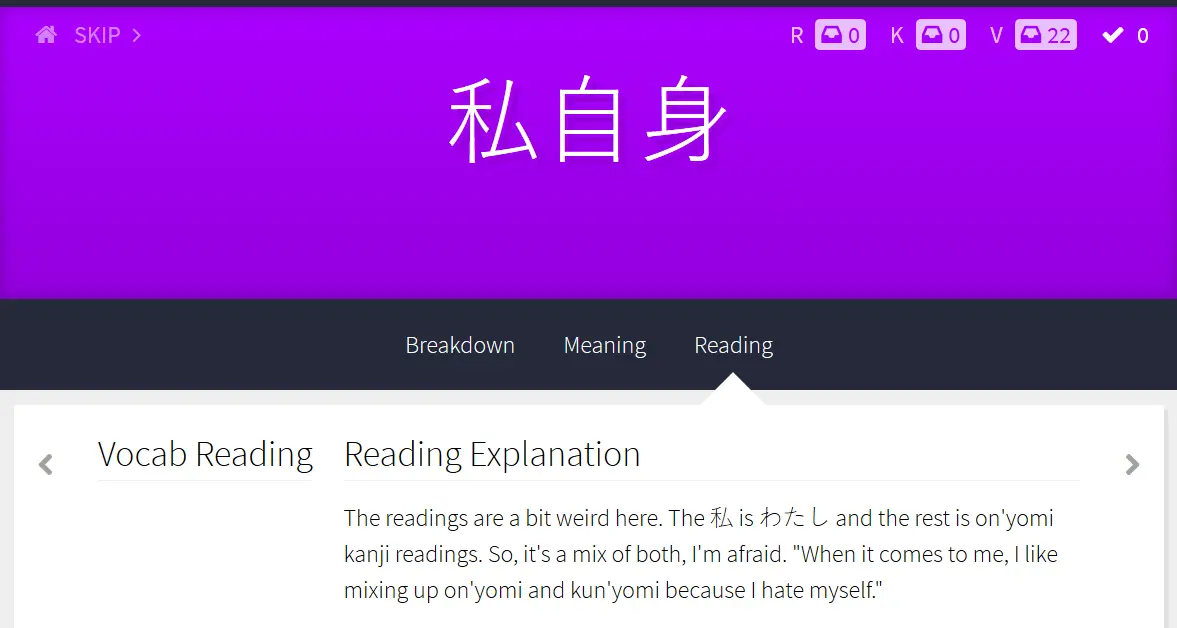 SKIP
R 0 K 0 V 22 0
私自身
Breakdown Meaning Reading
Vocab Reading
Reading Explanation
The readings are a bit weird here. The 私 is わたし and the rest is on'yomi
kanji readings. So, it's a mix of both, I'm afraid. "When it comes to me, I like
mixing up on'yomi and kun'yomi because I hate myself."